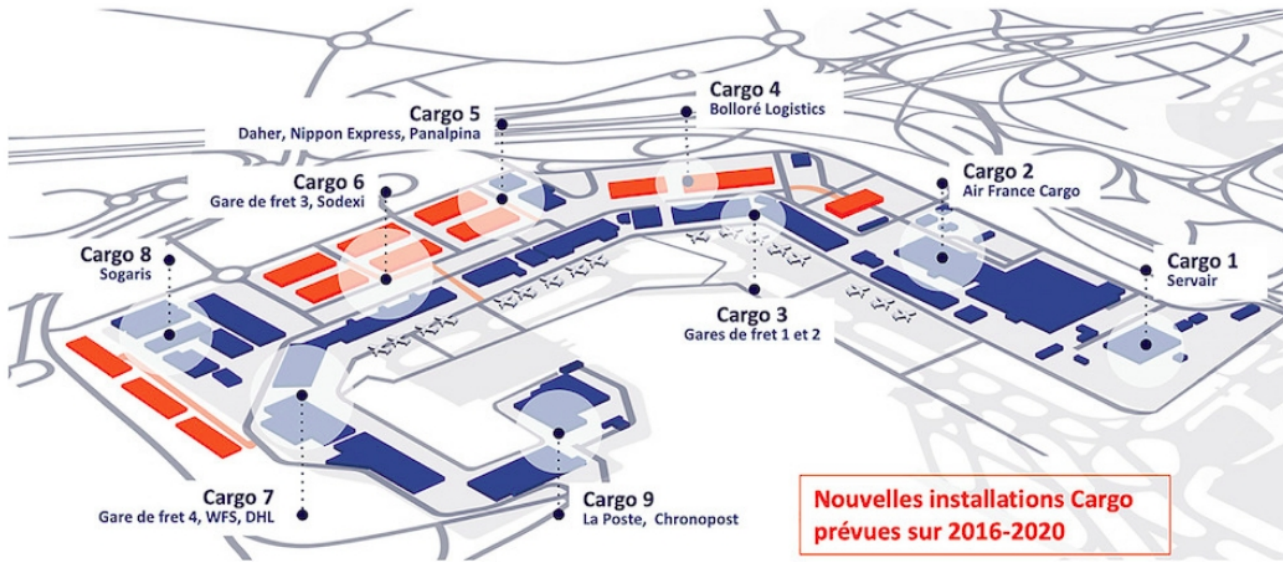 Cargo 4
Bolloré Logistics
Cargo 5
Daher, Nippon Express, Panalpina
Cargo 2
Air France Cargo
Cargo 6
Gare de fret 3, Sodexi
Cargo 8
Sogaris
Cargo 1
Servair
Cargo 3
Gares de fret 1 et 2
Cargo 7
Gare de fret 4, WFS, DHL
Cargo 9
La Poste, Chronopost
Nouvelles installations Cargo
prévues sur 2016-2020